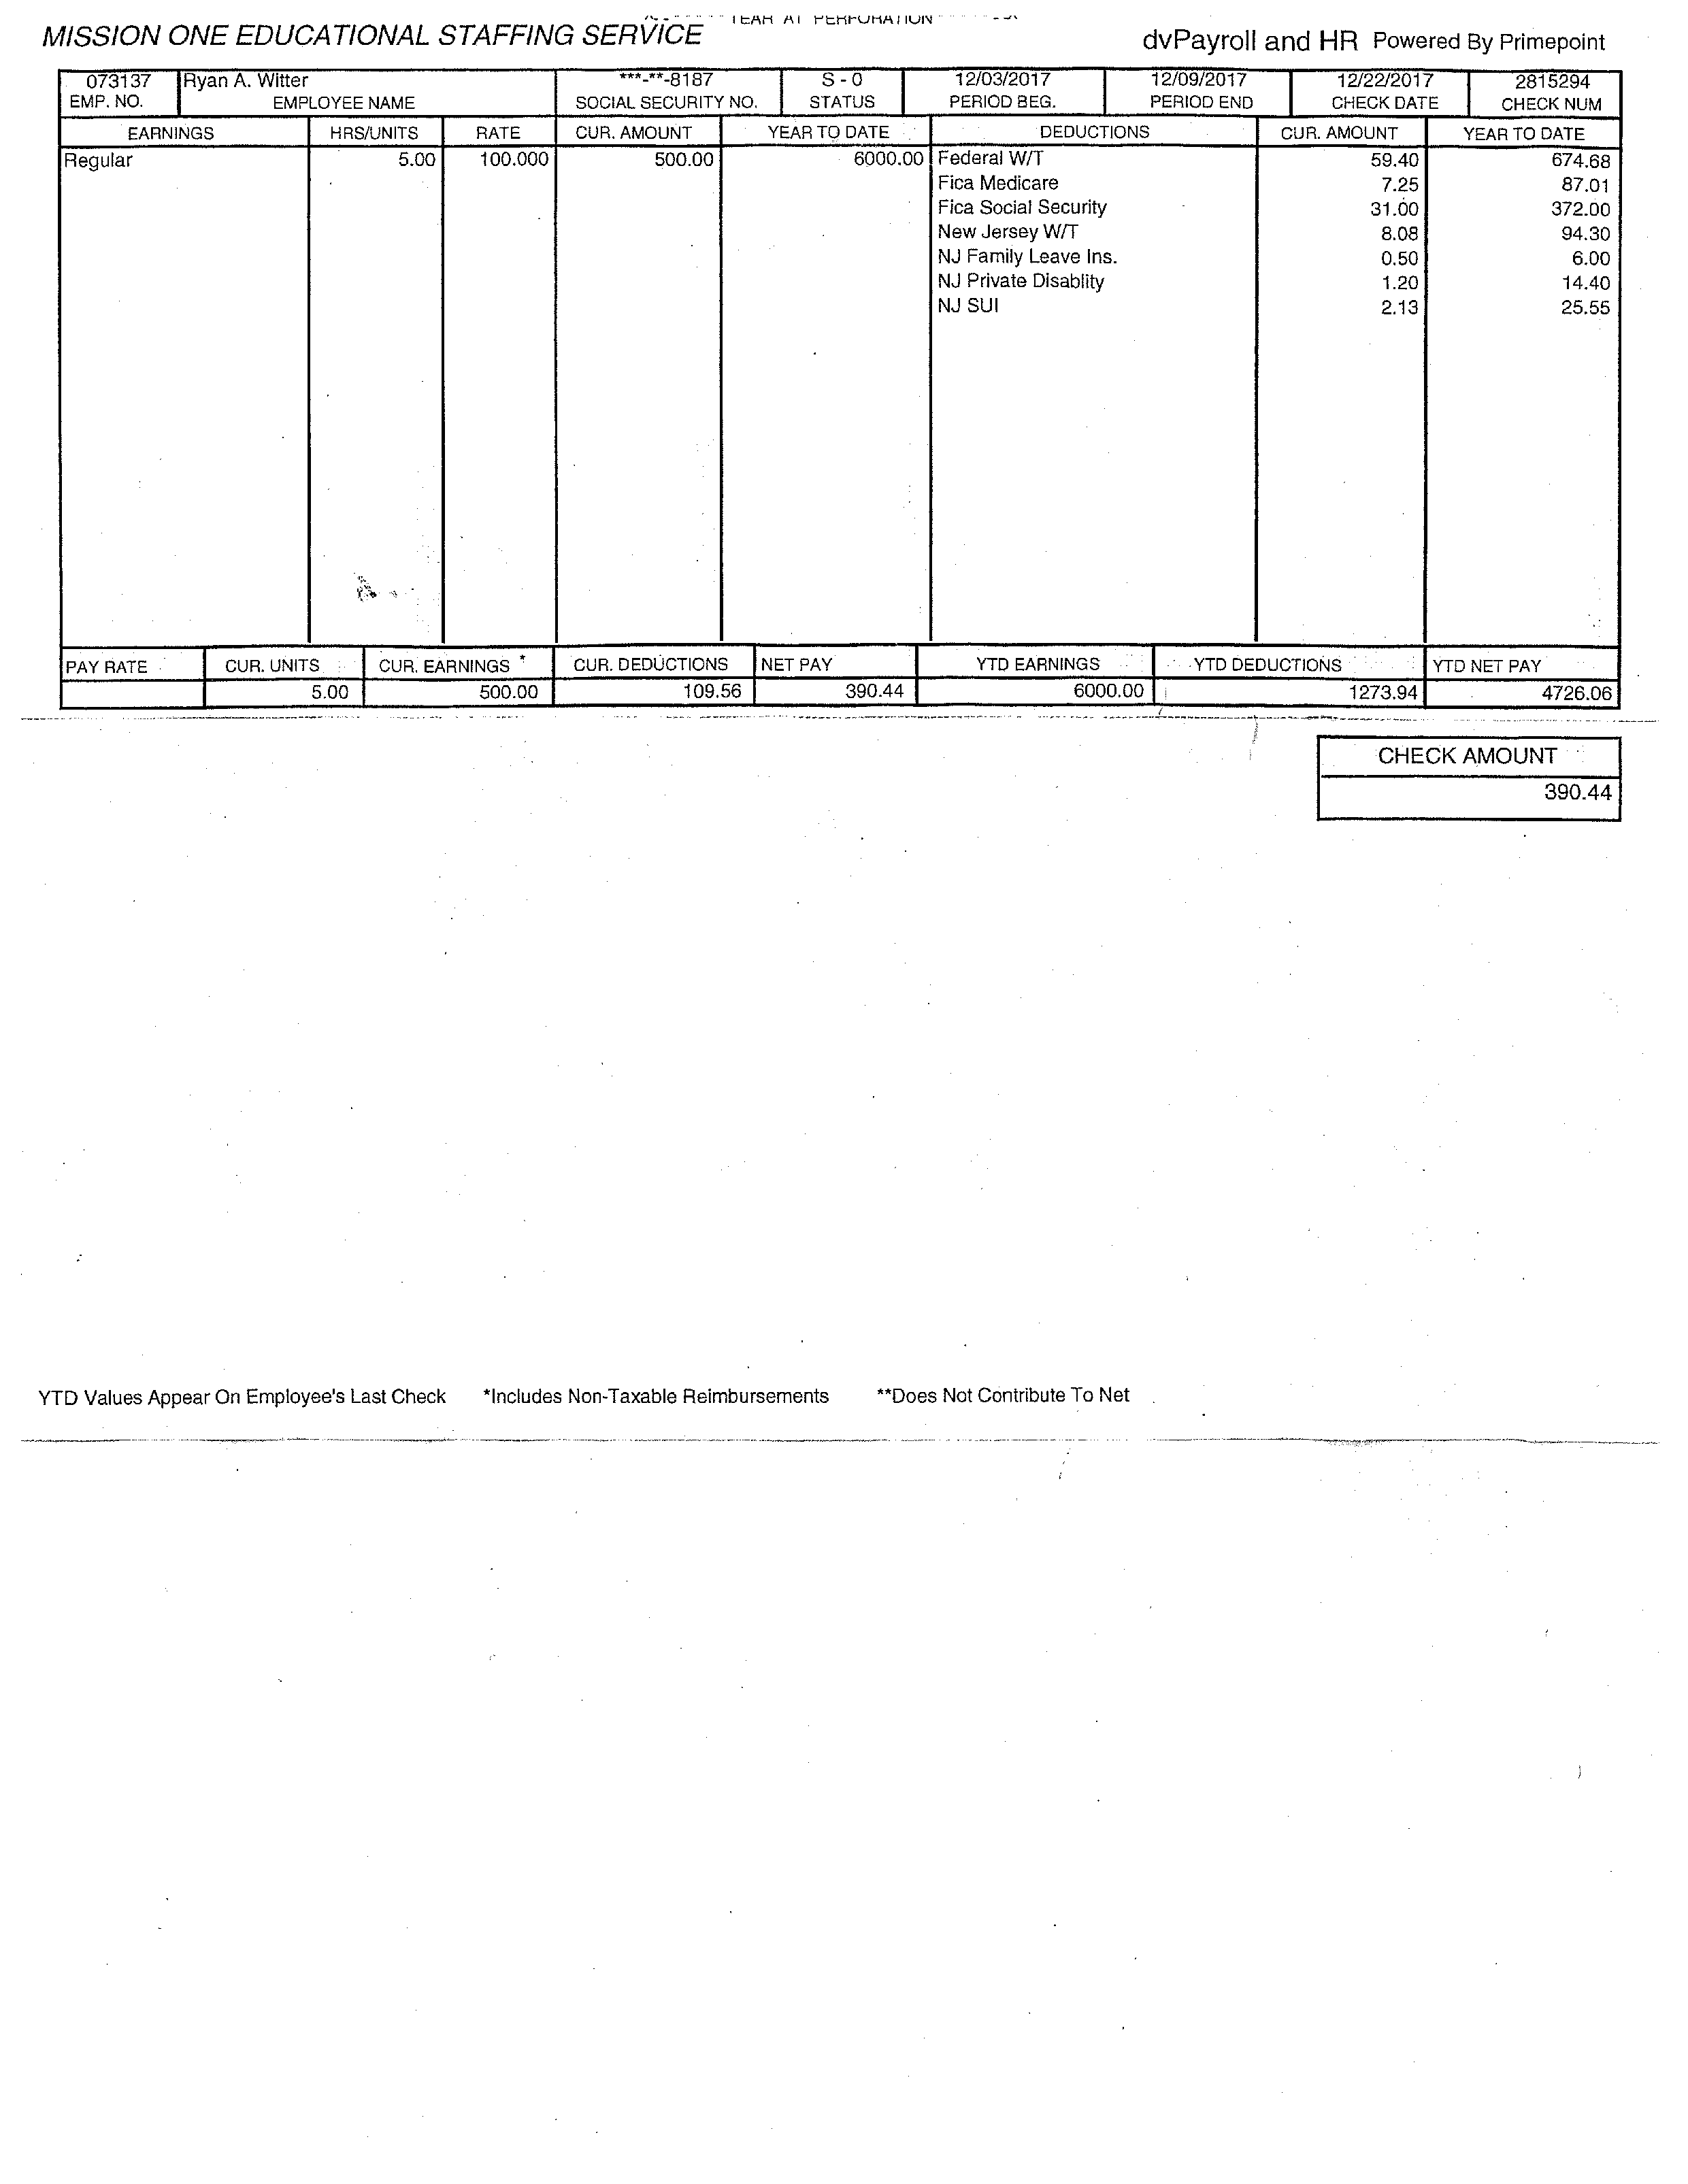 TEAR AT PERFORATION
MISSION ONE EDUCATIONAL STAFFING SERVICE
dvPayroll and HR Powered By Primepoint
073137 Ryan A. Witter ***-**-8187 S - 0 12/03/2017 12/09/2017 12/22/2017 2815294
EMP. NO. EMPLOYEE NAME SOCIAL SECURITY NO. STATUS PERIOD BEG. PERIOD END CHECK DATE CHECK NUM
EARNINGS HRS/UNITS RATE CUR. AMOUNT YEAR TO DATE DEDUCTIONS CUR. AMOUNT YEAR TO DATE
Regular 5.00 100.000 500.00 6000.00 Federal W/T 59.40 674.68
Fica Medicare 7.25 87.01
Fica Social Security 31.00 372.00
New Jersey W/T 8.08 94.30
NJ Family Leave Ins. 0.50 6.00
NJ Private Disablity 1.20 14.40
NJ SUI 2.13 25.55
PAY RATE CUR. UNITS CUR. EARNINGS * CUR. DEDUCTIONS NET PAY YTD EARNINGS YTD DEDUCTIONS YTD NET PAY
5.00 500.00 109.56 390.44 6000.00 1273.94 4726.06
CHECK AMOUNT
390.44
YTD Values Appear On Employee's Last Check *Includes Non-Taxable Reimbursements **Does Not Contribute To Net